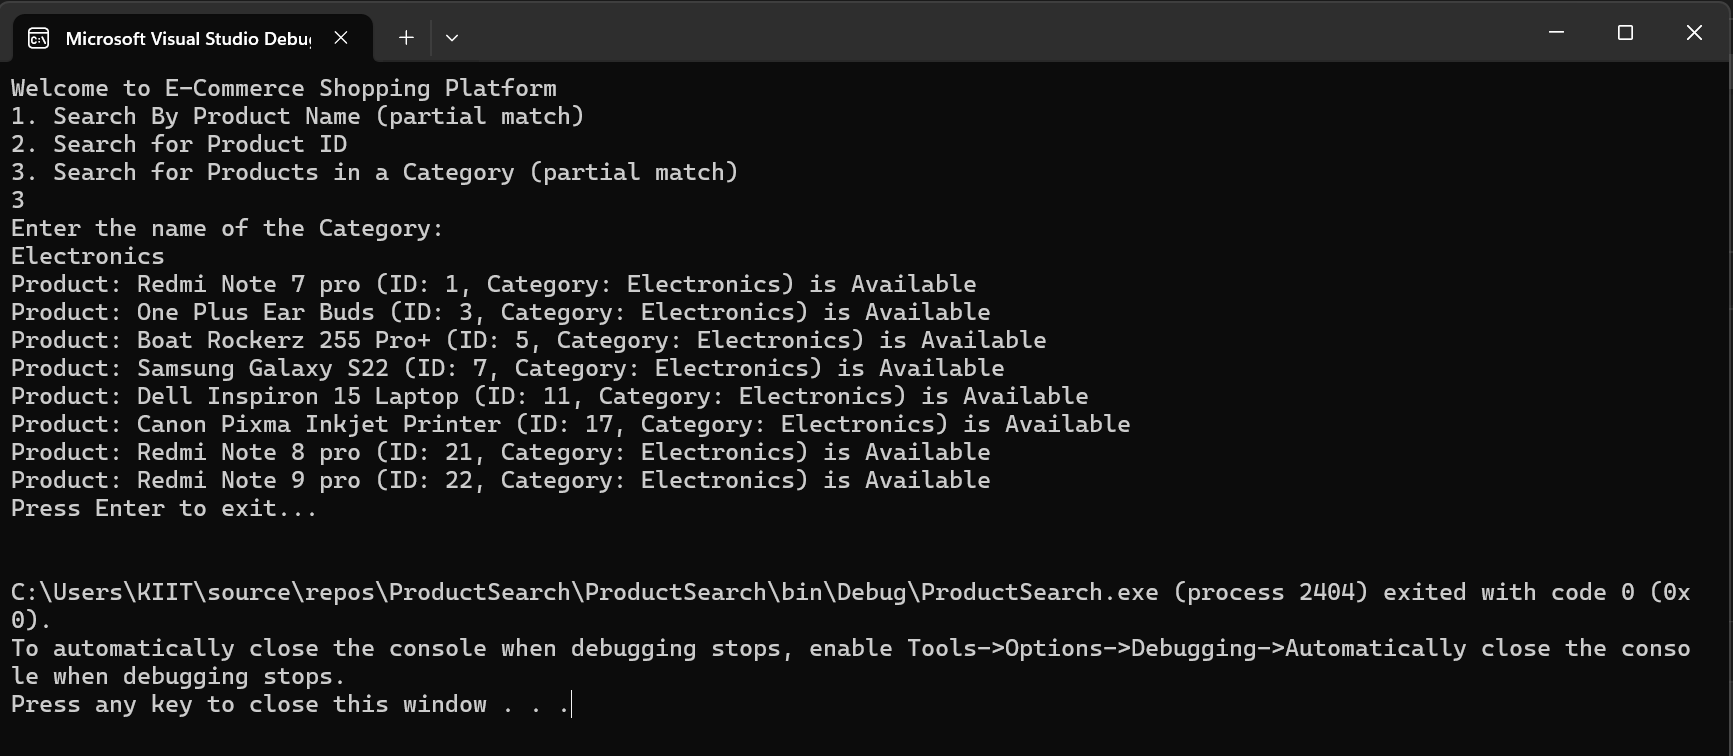 Microsoft Visual Studio Debug
Welcome to E-Commerce Shopping Platform
1. Search By Product Name (partial match)
2. Search for Product ID
3. Search for Products in a Category (partial match)
3
Enter the name of the Category:
Electronics
Product: Redmi Note 7 pro (ID: 1, Category: Electronics) is Available
Product: One Plus Ear Buds (ID: 3, Category: Electronics) is Available
Product: Boat Rockerz 255 Pro+ (ID: 5, Category: Electronics) is Available
Product: Samsung Galaxy S22 (ID: 7, Category: Electronics) is Available
Product: Dell Inspiron 15 Laptop (ID: 11, Category: Electronics) is Available
Product: Canon Pixma Inkjet Printer (ID: 17, Category: Electronics) is Available
Product: Redmi Note 8 pro (ID: 21, Category: Electronics) is Available
Product: Redmi Note 9 pro (ID: 22, Category: Electronics) is Available
Press Enter to exit...
C:\Users\KIIT\source\repos\ProductSearch\ProductSearch\bin\Debug\ProductSearch.exe (process 2404) exited with code 0 (0x
0).
To automatically close the console when debugging stops, enable Tools->Options->Debugging->Automatically close the conso
le when debugging stops.
Press any key to close this window . . .